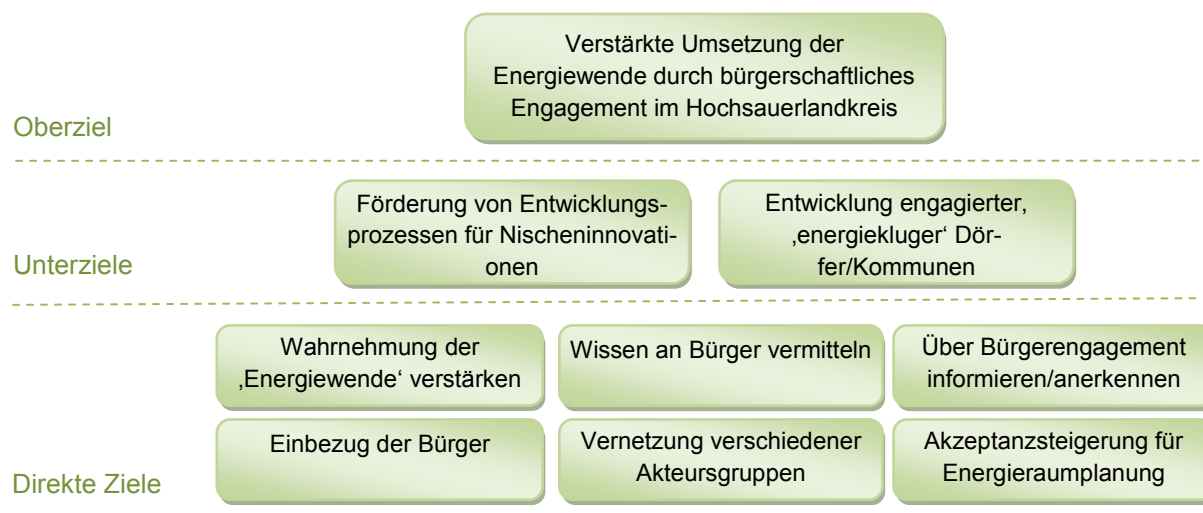 Verstärkte Umsetzung der
Energiewende durch bürgerschaftliches
Engagement im Hochsauerlandkreis
Oberziel
Förderung von Entwicklungs-
prozessen für Nischeninnovati-
onen
Entwicklung engagierter,
‚energiekluger‘ Dör-
fer/Kommunen
Unterziele
Wahrnehmung der
‚Energiewende‘ verstärken
Wissen an Bürger vermitteln
Über Bürgerengagement
informieren/anerkennen
Einbezug der Bürger
Vernetzung verschiedener
Akteursgruppen
Akzeptanzsteigerung für
Energieraumplanung
Direkte Ziele